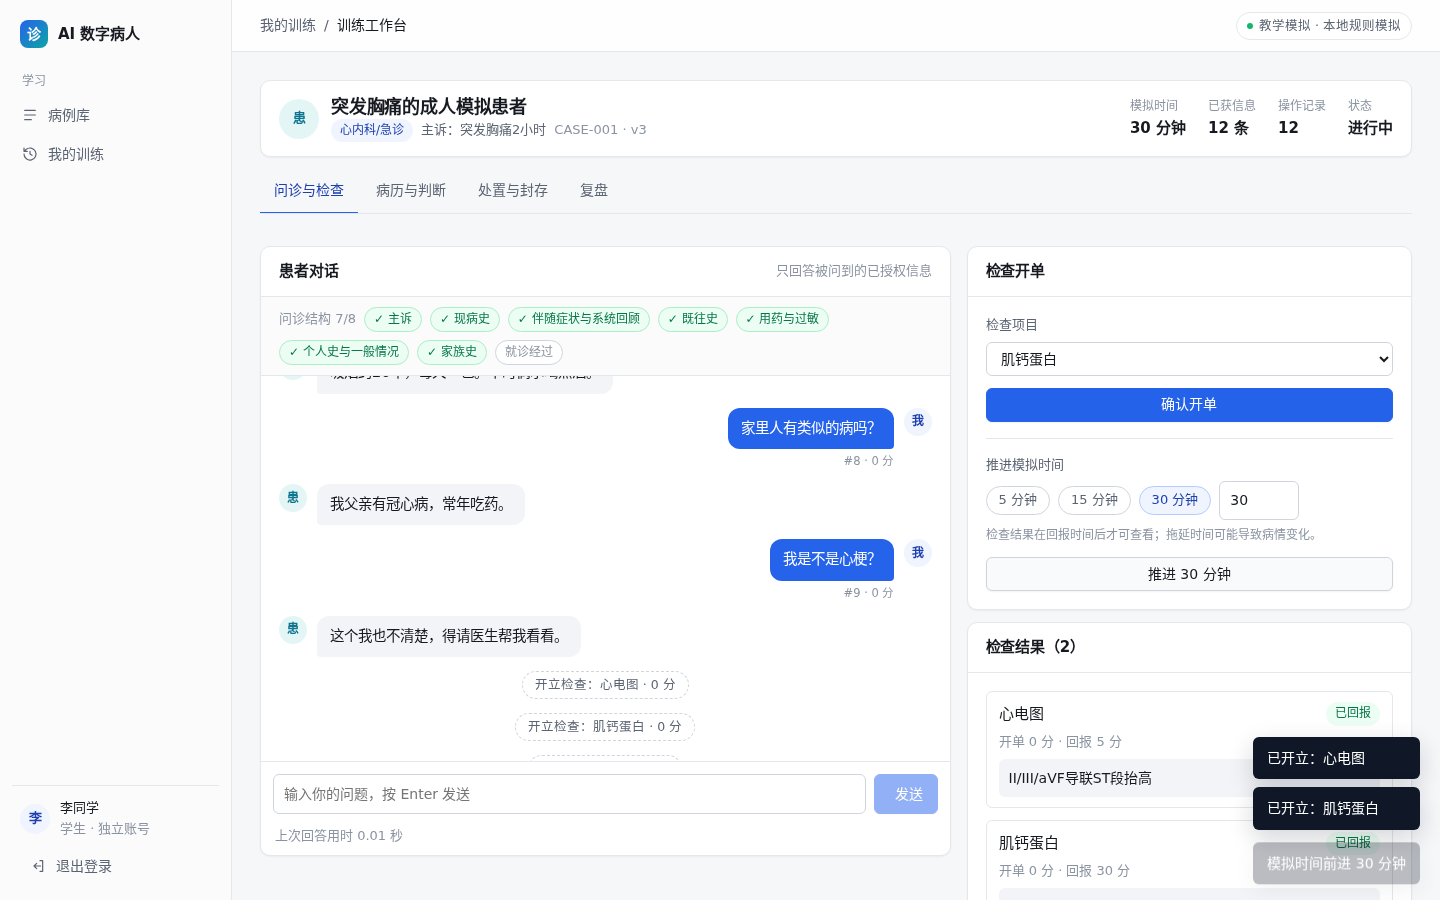 诊 AI 数字病人
学习
病例库
我的训练
李
李同学
学生 · 独立账号
退出登录
我的训练 / 训练工作台
教学模拟 · 本地规则模拟
患
突发胸痛的成人模拟患者
心内科/急诊 主诉：突发胸痛2小时 CASE-001 · v3
模拟时间
30 分钟
已获信息
12 条
操作记录
12
状态
进行中
问诊与检查 病历与判断 处置与封存 复盘
患者对话 只回答被问到的已授权信息
问诊结构 7/8 ✓ 主诉 ✓ 现病史 ✓ 伴随症状与系统回顾 ✓ 既往史 ✓ 用药与过敏
✓ 个人史与一般情况 ✓ 家族史 就诊经过
家里人有类似的病吗？ 我
#8 · 0 分
患 我父亲有冠心病，常年吃药。
我是不是心梗？ 我
#9 · 0 分
患 这个我也不清楚，得请医生帮我看看。
开立检查：心电图 · 0 分
开立检查：肌钙蛋白 · 0 分
输入你的问题，按 Enter 发送 发送
上次回答用时 0.01 秒
检查开单
检查项目
肌钙蛋白
确认开单
推进模拟时间
5 分钟 15 分钟 30 分钟 30
检查结果在回报时间后才可查看；拖延时间可能导致病情变化。
推进 30 分钟
检查结果（2）
心电图 已回报
开单 0 分 · 回报 5 分
II/III/aVF导联ST段抬高
肌钙蛋白 已回报
开单 0 分 · 回报 30 分
已开立：心电图
已开立：肌钙蛋白
模拟时间前进 30 分钟